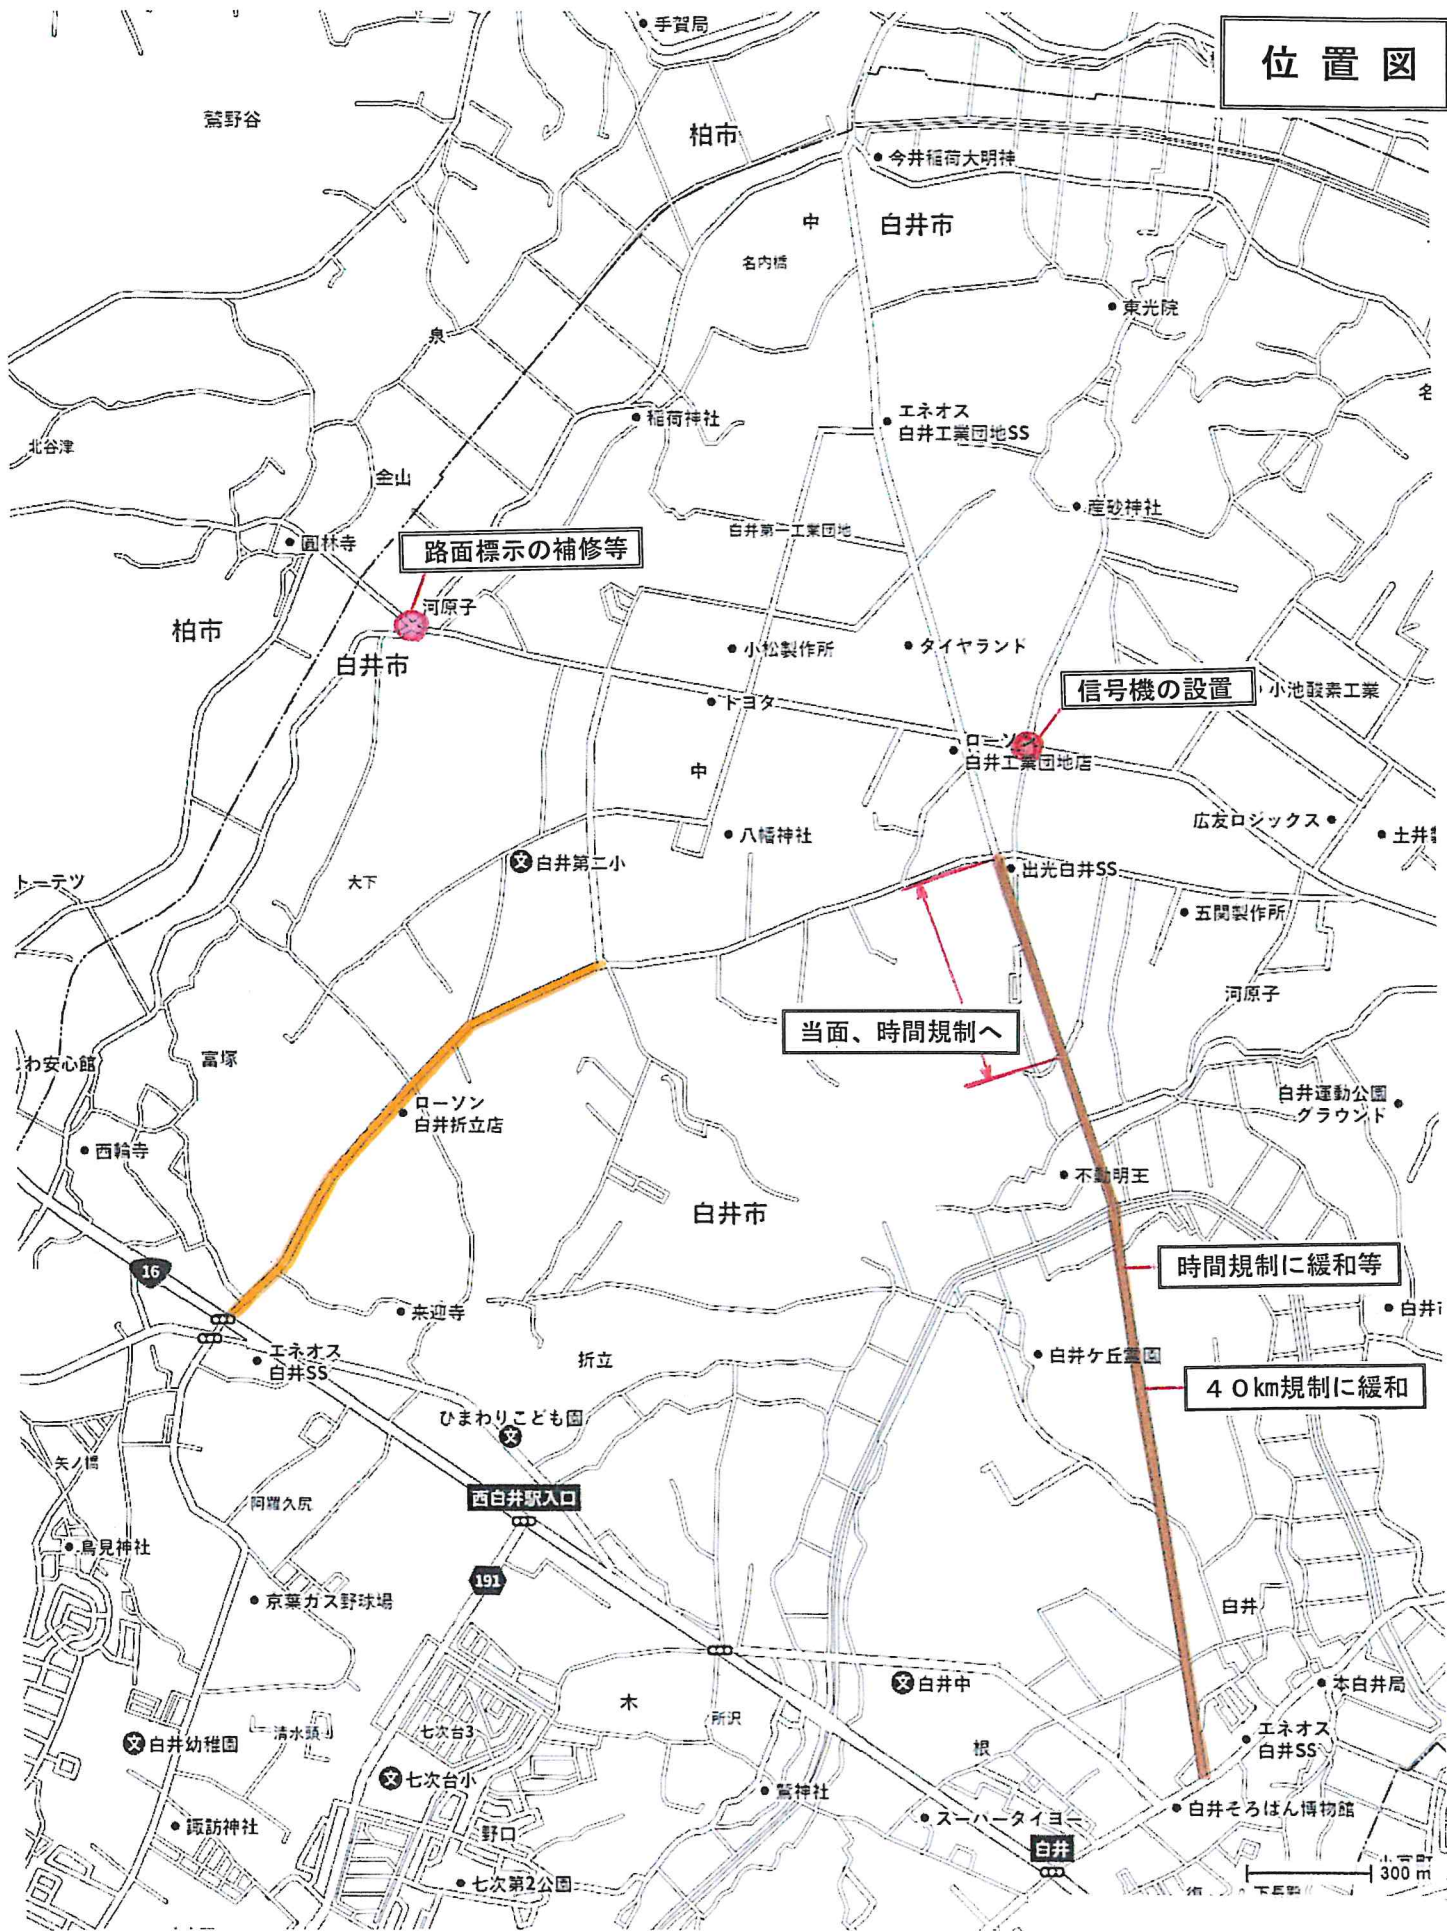 位置図
手賀局
鷲野谷
柏市
今井稲荷大明神
中
白井市
名内橋
東光院
泉
稲荷神社
エネオス
白井工業団地SS
名
北谷津
金山
産砂神社
圓林寺
白井第一工業団地
路面標示の補修等
河原子
柏市
白井市
小松製作所
タイヤランド
信号機の設置
小池酸素工業
トヨタ
ローソン
白井工業団地店
中
広友ロジックス
八幡神社
土井
白井第二小
出光白井SS
トーテツ
大下
五関製作所
河原子
当面、時間規制へ
わ安心館
富塚
ローソン
白井折立店
白井運動公園
グラウンド
西輪寺
不動明王
白井市
時間規制に緩和等
16
来迎寺
白井
エネオス
白井SS
折立
白井ケ丘霊園
40km規制に緩和
ひまわりこども園
矢ノ橋
阿羅久尻
西白井駅入口
鳥見神社
191
京葉ガス野球場
白井
白井中
本白井局
木
所沢
清水頭
七次台3
エネオス
白井SS
白井幼稚園
根
七次台小
鷲神社
諏訪神社
野口
スーパータイヨー
白井そろばん博物館
白井
七次第2公園
300 m